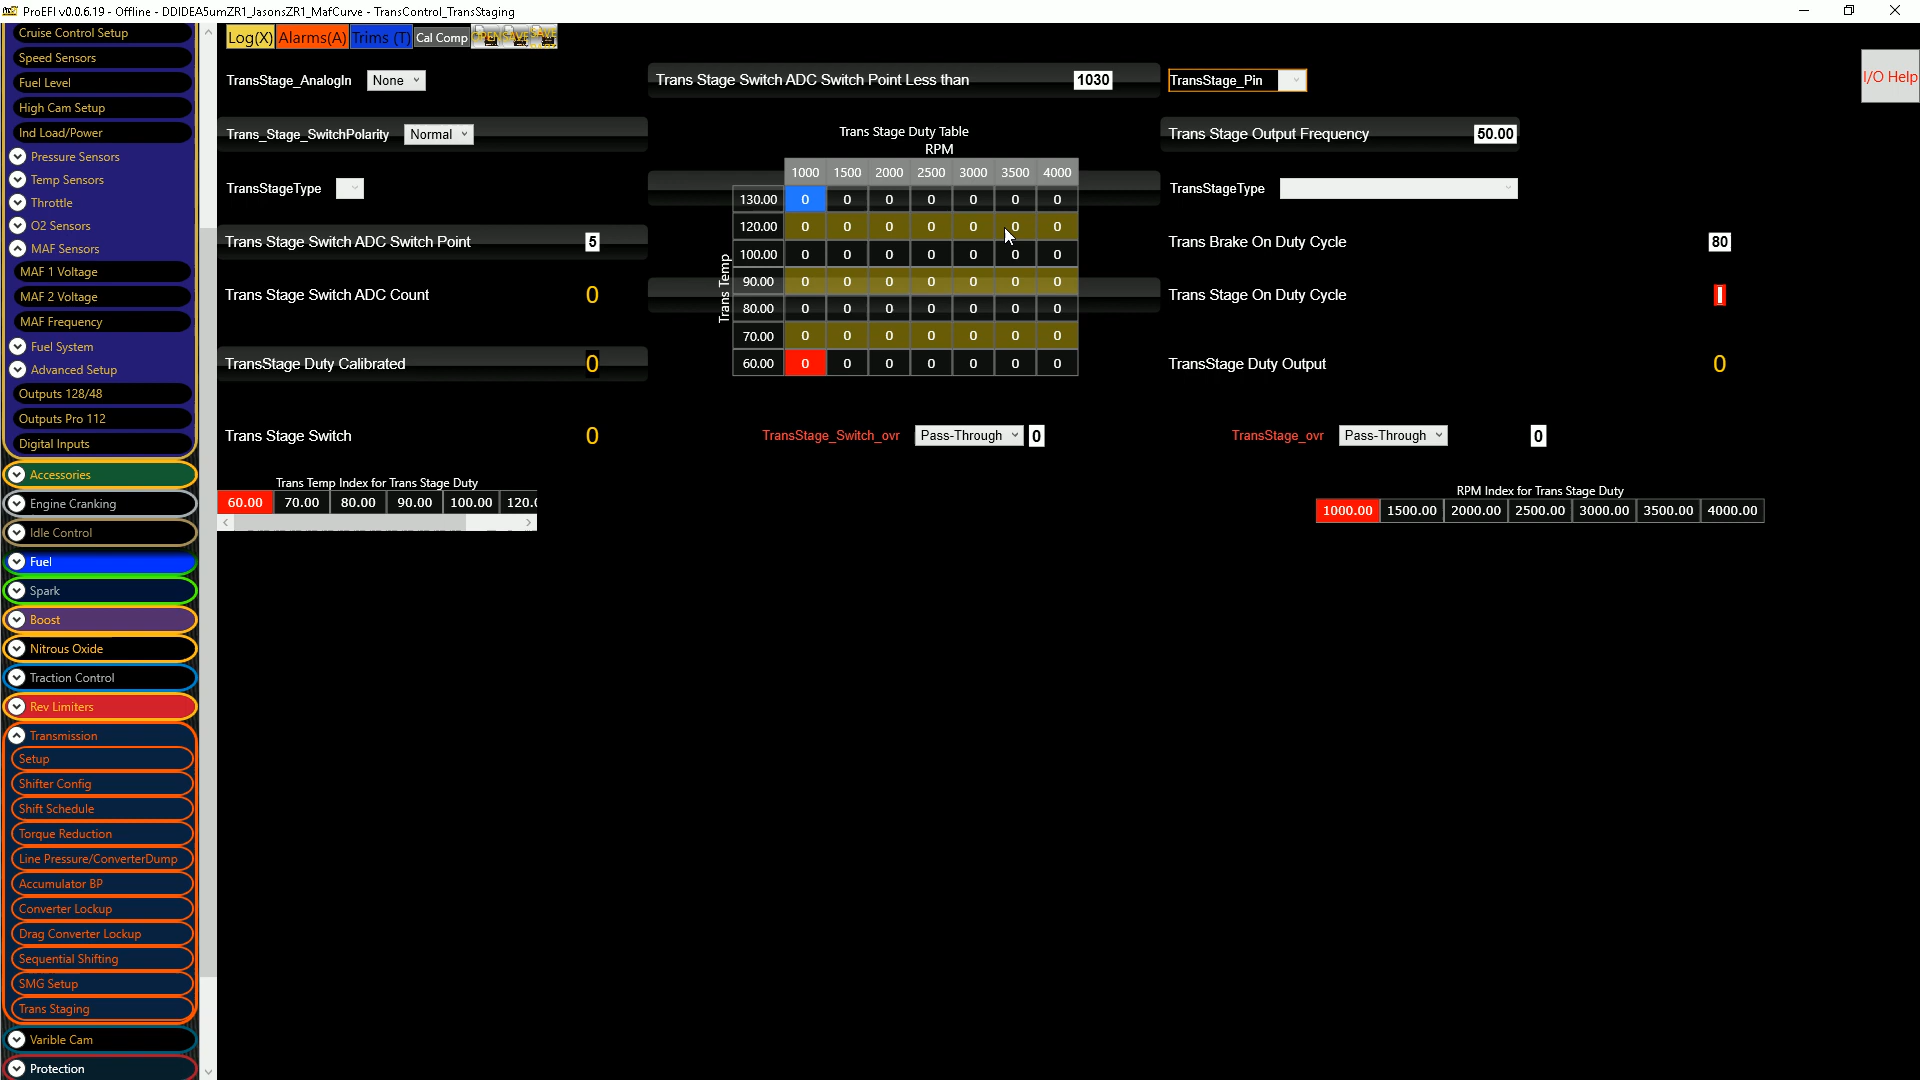 ProEFI v0.0.6.19 - Offline - DDIDEA5umZR1_JasonsZR1_MafCurve - TransControl_TransStaging
Cruise Control Setup
Speed Sensors
Fuel Level
High Cam Setup
Ind Load/Power
Pressure Sensors
Temp Sensors
Throttle
O2 Sensors
MAF Sensors
MAF 1 Voltage
MAF 2 Voltage
MAF Frequency
Fuel System
Advanced Setup
Outputs 128/48
Outputs Pro 112
Digital Inputs
Accessories
Engine Cranking
Idle Control
Fuel
Spark
Boost
Nitrous Oxide
Traction Control
Rev Limiters
Transmission
Setup
Shifter Config
Shift Schedule
Torque Reduction
Line Pressure/ConverterDump
Accumulator BP
Converter Lockup
Drag Converter Lockup
Sequential Shifting
SMG Setup
Trans Staging
Varible Cam
Protection
Log(X) Alarms(A) Trims (T) Cal Comp OPEN SAVE SAVE
TransStage_AnalogIn None
Trans Stage Switch ADC Switch Point Less than 1030
TransStage_Pin
I/O Help
Trans_Stage_SwitchPolarity Normal
Trans Stage Output Frequency 50.00
TransStageType
TransStageType
Trans Stage Switch ADC Switch Point 5
Trans Brake On Duty Cycle 80
Trans Stage Switch ADC Count 0
Trans Stage On Duty Cycle
TransStage Duty Calibrated 0
TransStage Duty Output 0
Trans Stage Duty Table
RPM
1000 1500 2000 2500 3000 3500 4000
Trans Temp
130.00 0 0 0 0 0 0 0
120.00 0 0 0 0 0 0 0
100.00 0 0 0 0 0 0 0
90.00 0 0 0 0 0 0 0
80.00 0 0 0 0 0 0 0
70.00 0 0 0 0 0 0 0
60.00 0 0 0 0 0 0 0
Trans Stage Switch 0
TransStage_Switch_ovr Pass-Through 0
TransStage_ovr Pass-Through 0
Trans Temp Index for Trans Stage Duty
60.00 70.00 80.00 90.00 100.00 120.0
RPM Index for Trans Stage Duty
1000.00 1500.00 2000.00 2500.00 3000.00 3500.00 4000.00